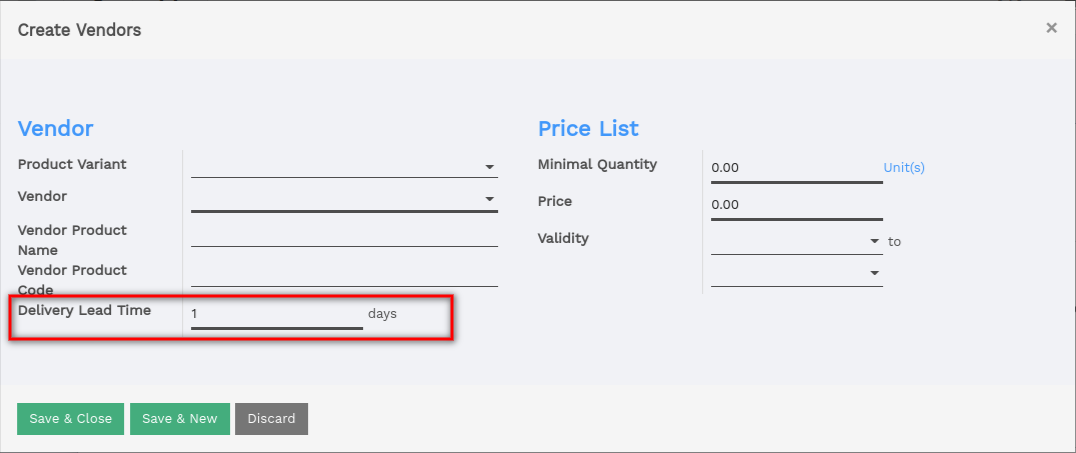 Create Vendors
×
Vendor
Product Variant
Vendor
Vendor Product
Name
Vendor Product
Code
Delivery Lead Time
1 days
Price List
Minimal Quantity
0.00 Unit(s)
Price
0.00
Validity
to
Save & Close
Save & New
Discard